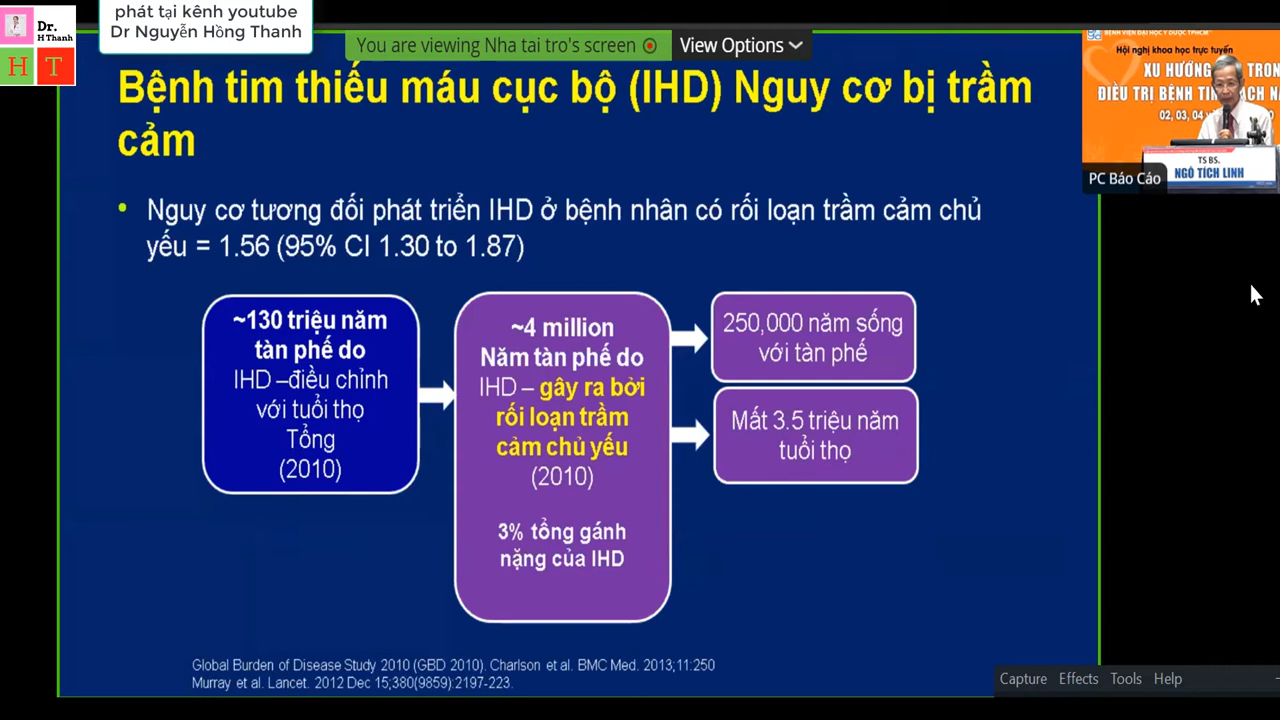 phát tại kênh youtube
Dr Nguyễn Hồng Thanh
Dr.
H Thanh
H T
You are viewing Nha tai tro's screen
View Options
Bệnh tim thiếu máu cục bộ (IHD) Nguy cơ bị trầm
cảm
BỆNH VIỆN ĐẠI HỌC Y DƯỢC TPHCM
Hội nghị khoa học trực tuyến
XU HƯỚNG TRON
ĐIỀU TRỊ BỆNH TIM ẠCH NĂ
02, 03, 04
TS BS.
NGÔ TÍCH LINH
PC Báo Cáo
• Nguy cơ tương đối phát triển IHD ở bệnh nhân có rối loạn trầm cảm chủ
yếu = 1.56 (95% CI 1.30 to 1.87)
~130 triệu năm
tàn phế do
IHD –điều chỉnh
với tuổi thọ
Tổng
(2010)
~4 million
Năm tàn phế do
IHD – gây ra bởi
rối loạn trầm
cảm chủ yếu
(2010)
3% tổng gánh
nặng của IHD
250,000 năm sống
với tàn phế
Mất 3.5 triệu năm
tuổi thọ
Global Burden of Disease Study 2010 (GBD 2010). Charlson et al. BMC Med. 2013;11:250
Murray et al. Lancet. 2012 Dec 15;380(9859):2197-223.
Capture Effects Tools Help